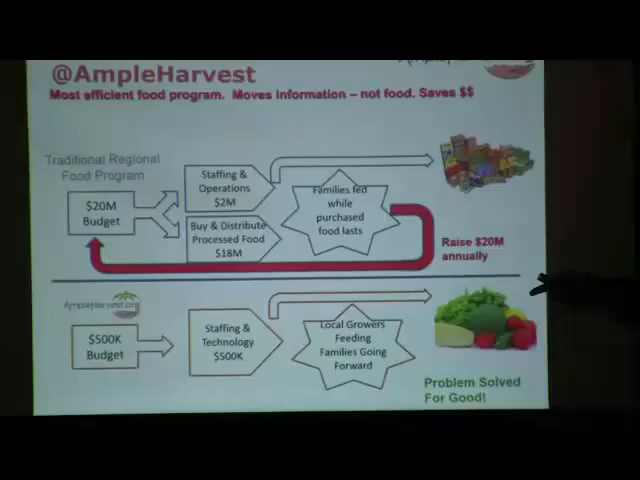 @AmpleHarvest
Most efficient food program. Moves information – not food. Saves $$
Traditional Regional
Food Program
$20M
Budget
Staffing &
Operations
$2M
Buy & Distribute
Processed Food
$18M
Families fed
while
purchased
food lasts
Raise $20M
annually
AmpleHarvest.org
$500K
Budget
Staffing &
Technology
$500K
Local Growers
Feeding
Families Going
Forward
Problem Solved
For Good!